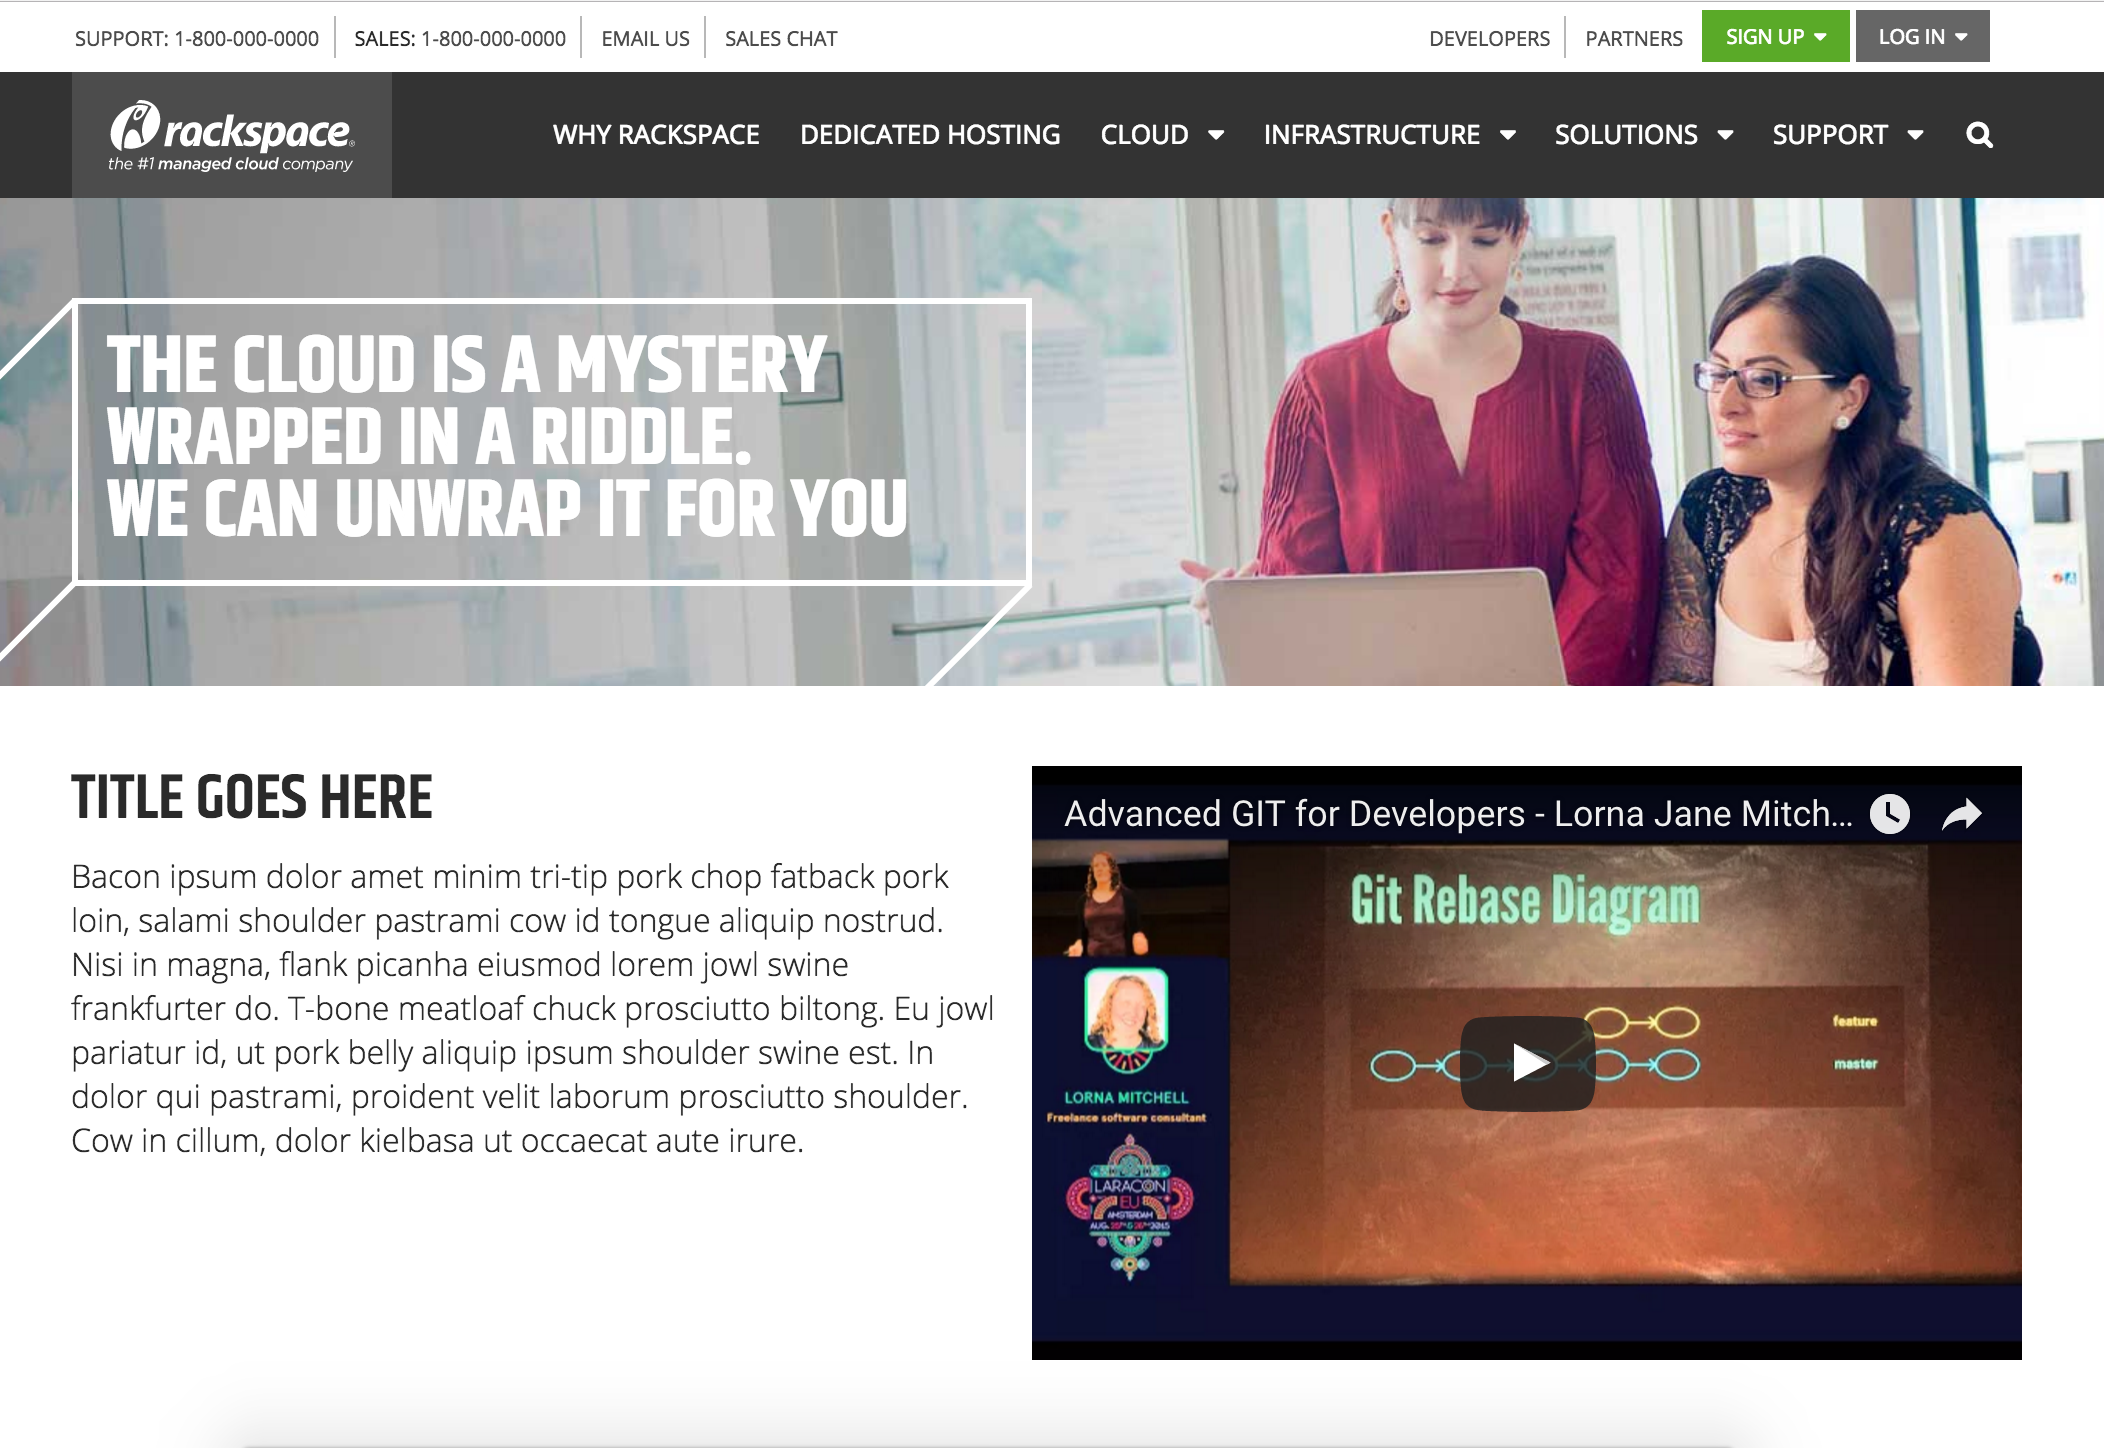 SUPPORT: 1-800-000-0000
SALES: 1-800-000-0000
EMAIL US
SALES CHAT
DEVELOPERS
PARTNERS
SIGN UP
LOG IN
rackspace
the #1 managed cloud company
WHY RACKSPACE
DEDICATED HOSTING
CLOUD
INFRASTRUCTURE
SOLUTIONS
SUPPORT
THE CLOUD IS A MYSTERY
WRAPPED IN A RIDDLE.
WE CAN UNWRAP IT FOR YOU
TITLE GOES HERE
Bacon ipsum dolor amet minim tri-tip pork chop fatback pork
loin, salami shoulder pastrami cow id tongue aliquip nostrud.
Nisi in magna, flank picanha eiusmod lorem jowl swine
frankfurter do. T-bone meatloaf chuck prosciutto biltong. Eu jowl
pariatur id, ut pork belly aliquip ipsum shoulder swine est. In
dolor qui pastrami, proident velit laborum prosciutto shoulder.
Cow in cillum, dolor kielbasa ut occaecat aute irure.
Advanced GIT for Developers - Lorna Jane Mitch...
Git Rebase Diagram
feature
master
LORNA MITCHELL
Freelance software consultant
LARACON
EU
AMSTERDAM